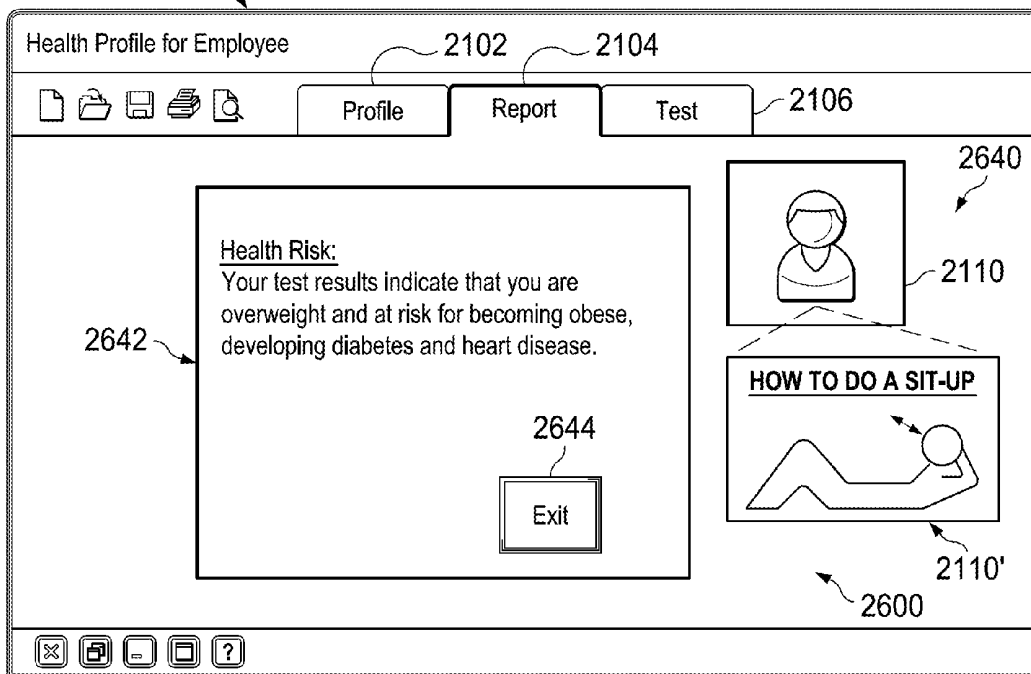 Health Profile for Employee
2102
2104
Profile
Report
Test
2106
2640
Health Risk:
Your test results indicate that you are
overweight and at risk for becoming obese,
developing diabetes and heart disease.
2642
2110
HOW TO DO A SIT-UP
2644
Exit
2110'
2600
?